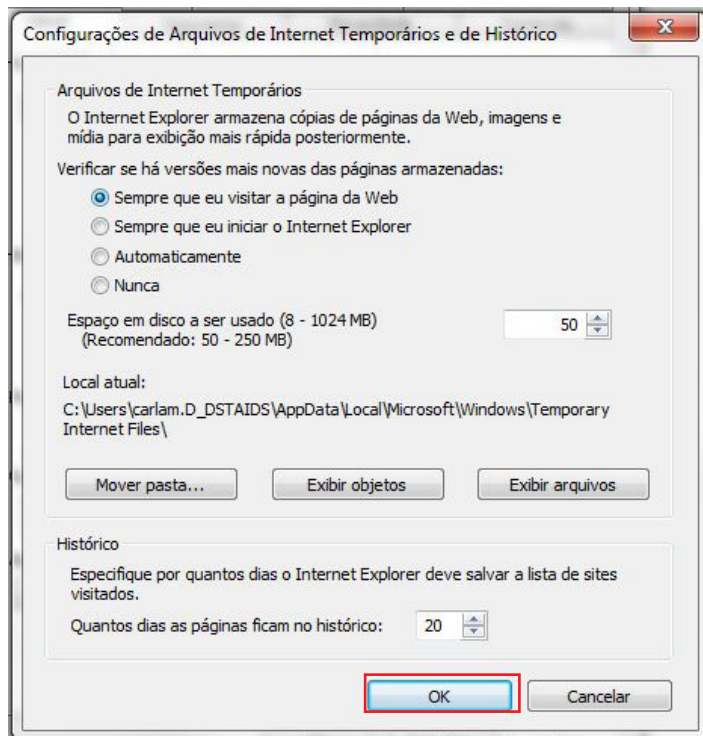 Configurações de Arquivos de Internet Temporários e de Histórico
Arquivos de Internet Temporários
O Internet Explorer armazena cópias de páginas da Web, imagens e
mídia para exibição mais rápida posteriormente.
Verificar se há versões mais novas das páginas armazenadas:
Sempre que eu visitar a página da Web
Sempre que eu iniciar o Internet Explorer
Automaticamente
Nunca
Espaço em disco a ser usado (8 - 1024 MB) 50
(Recomendado: 50 - 250 MB)
Local atual:
C:\Users\carlam.D_DSTAIDS\AppData\Local\Microsoft\Windows\Temporary
Internet Files\
Mover pasta... Exibir objetos Exibir arquivos
Histórico
Especifique por quantos dias o Internet Explorer deve salvar a lista de sites
visitados.
Quantos dias as páginas ficam no histórico: 20
OK Cancelar